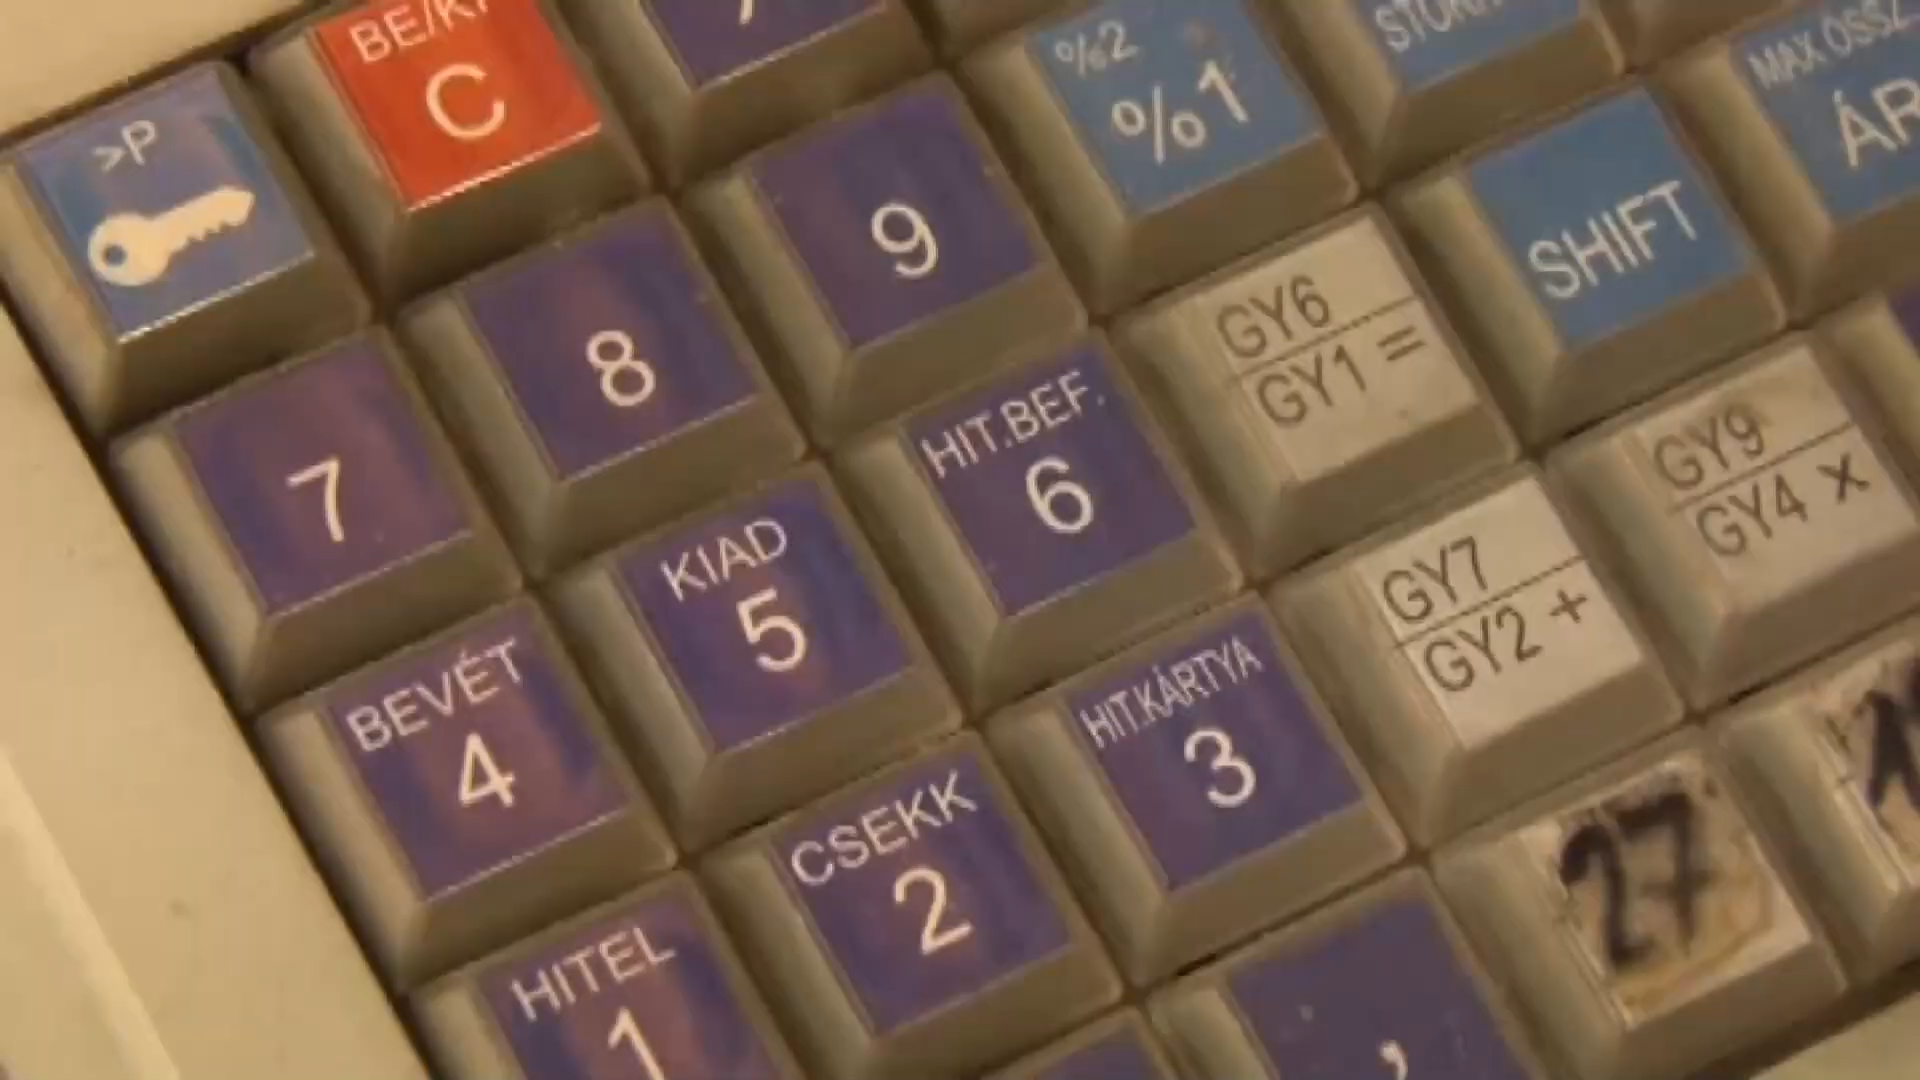 >P
BE/KI
C
%2
%1
MAX ÖSSZ
ÁR
7
8
9
GY6
GY1 =
SHIFT
BEVÉT
4
KIAD
5
HIT.BEF.
6
GY7
GY2 +
GY9
GY4 x
HITEL
1
CSEKK
2
HIT.KÁRTYA
3
27
,